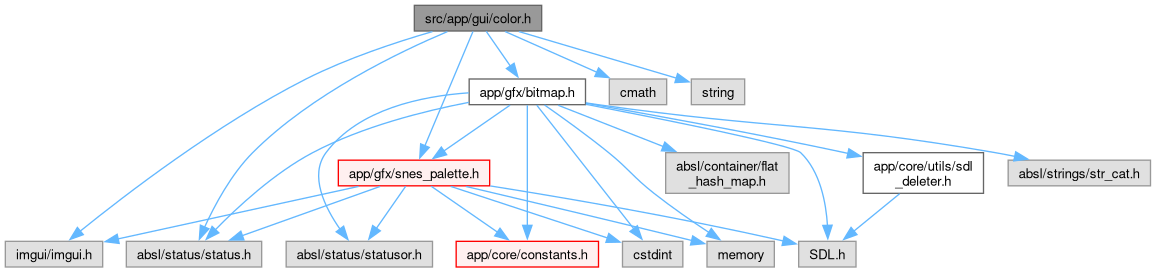 src/app/gui/color.h
app/gfx/bitmap.h
cmath
string
app/gfx/snes_palette.h
absl/container/flat
_hash_map.h
app/core/utils/sdl
_deleter.h
absl/strings/str_cat.h
imgui/imgui.h
absl/status/status.h
absl/status/statusor.h
app/core/constants.h
cstdint
memory
SDL.h